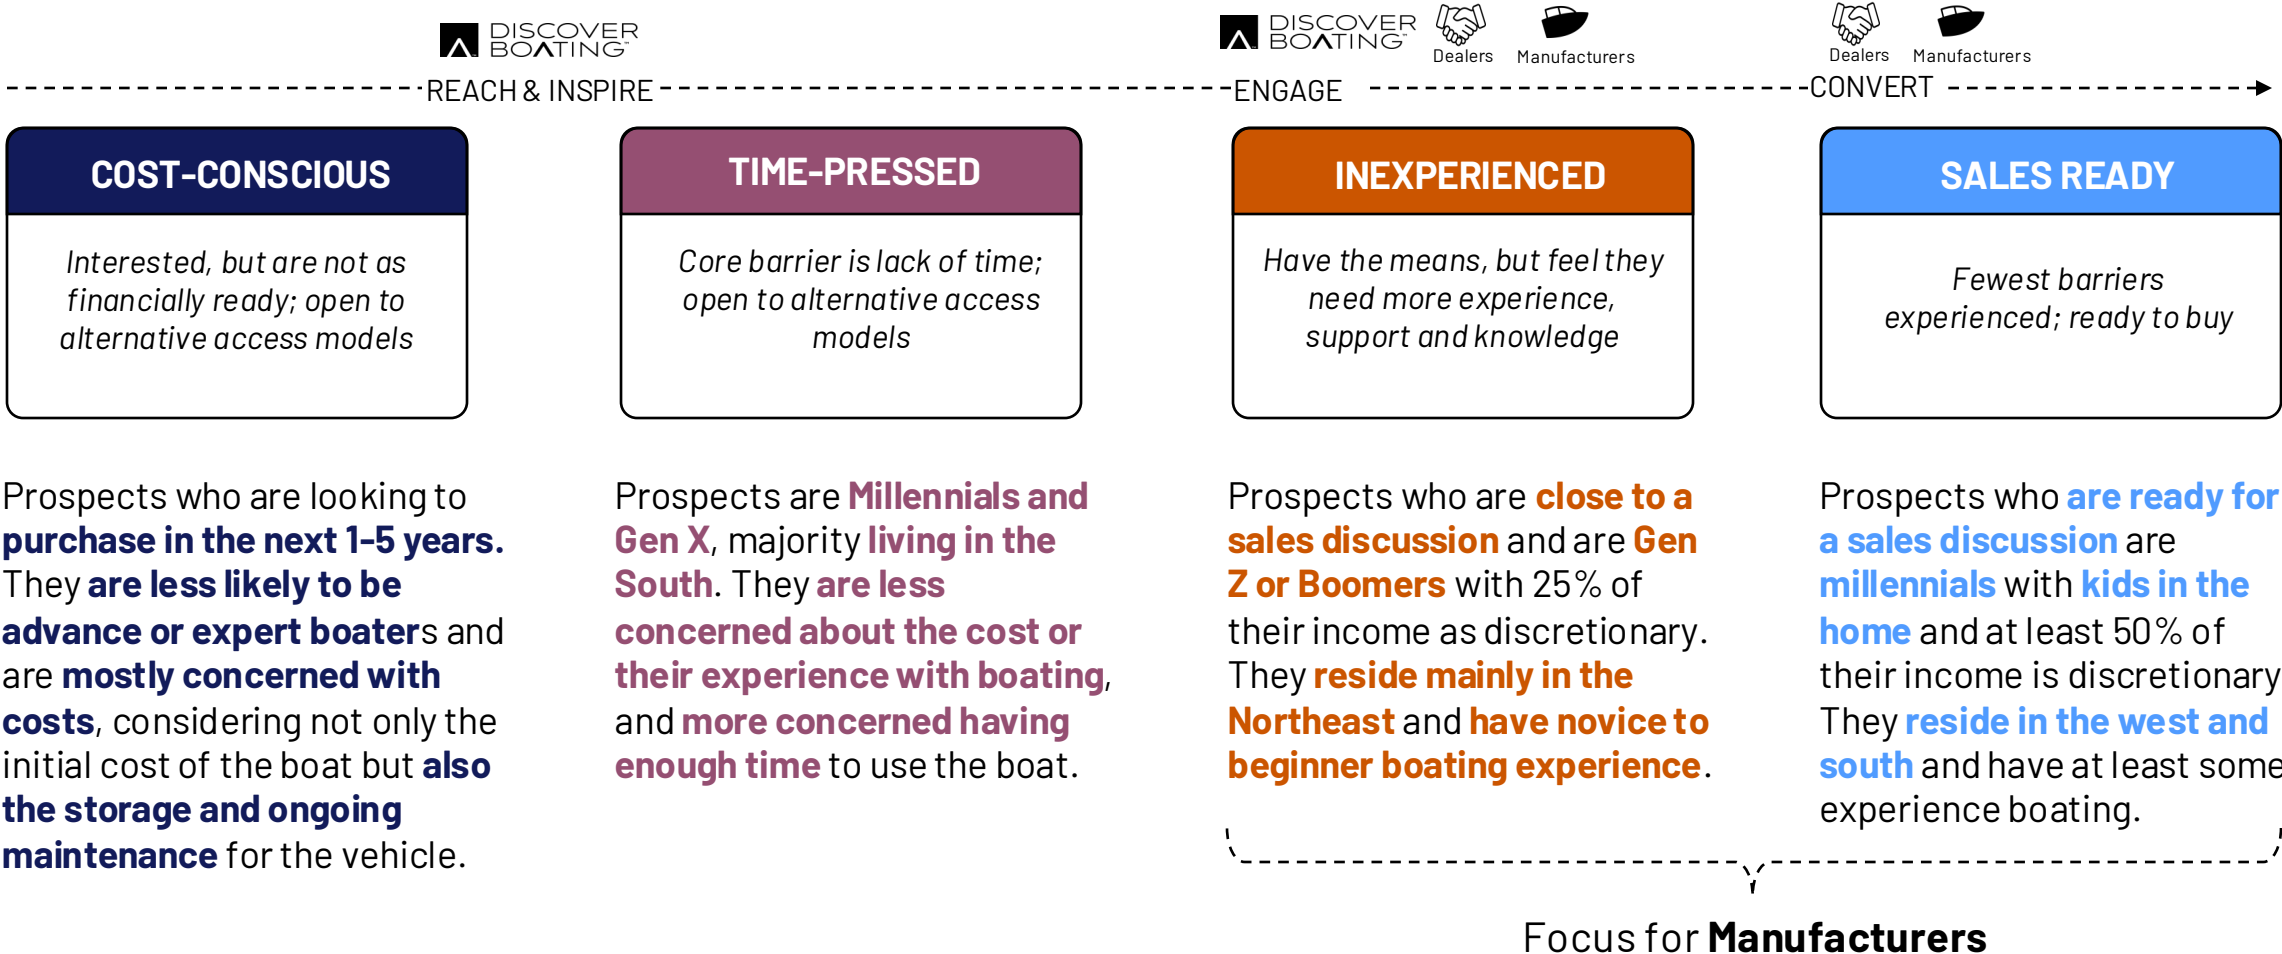 DISCOVER
BOATING™
DISCOVER
BOATING™
Dealers
Manufacturers
Dealers
Manufacturers
REACH & INSPIRE
ENGAGE
CONVERT
COST-CONSCIOUS
Interested, but are not as
financially ready; open to
alternative access models
Prospects who are looking to
purchase in the next 1-5 years.
They are less likely to be
advance or expert boaters and
are mostly concerned with
costs, considering not only the
initial cost of the boat but also
the storage and ongoing
maintenance for the vehicle.
TIME-PRESSED
Core barrier is lack of time;
open to alternative access
models
Prospects are Millennials and
Gen X, majority living in the
South. They are less
concerned about the cost or
their experience with boating,
and more concerned having
enough time to use the boat.
INEXPERIENCED
Have the means, but feel they
need more experience,
support and knowledge
Prospects who are close to a
sales discussion and are Gen
Z or Boomers with 25% of
their income as discretionary.
They reside mainly in the
Northeast and have novice to
beginner boating experience.
SALES READY
Fewest barriers
experienced; ready to buy
Prospects who are ready for
a sales discussion are
millennials with kids in the
home and at least 50% of
their income is discretionary
They reside in the west and
south and have at least some
experience boating.
Focus for Manufacturers